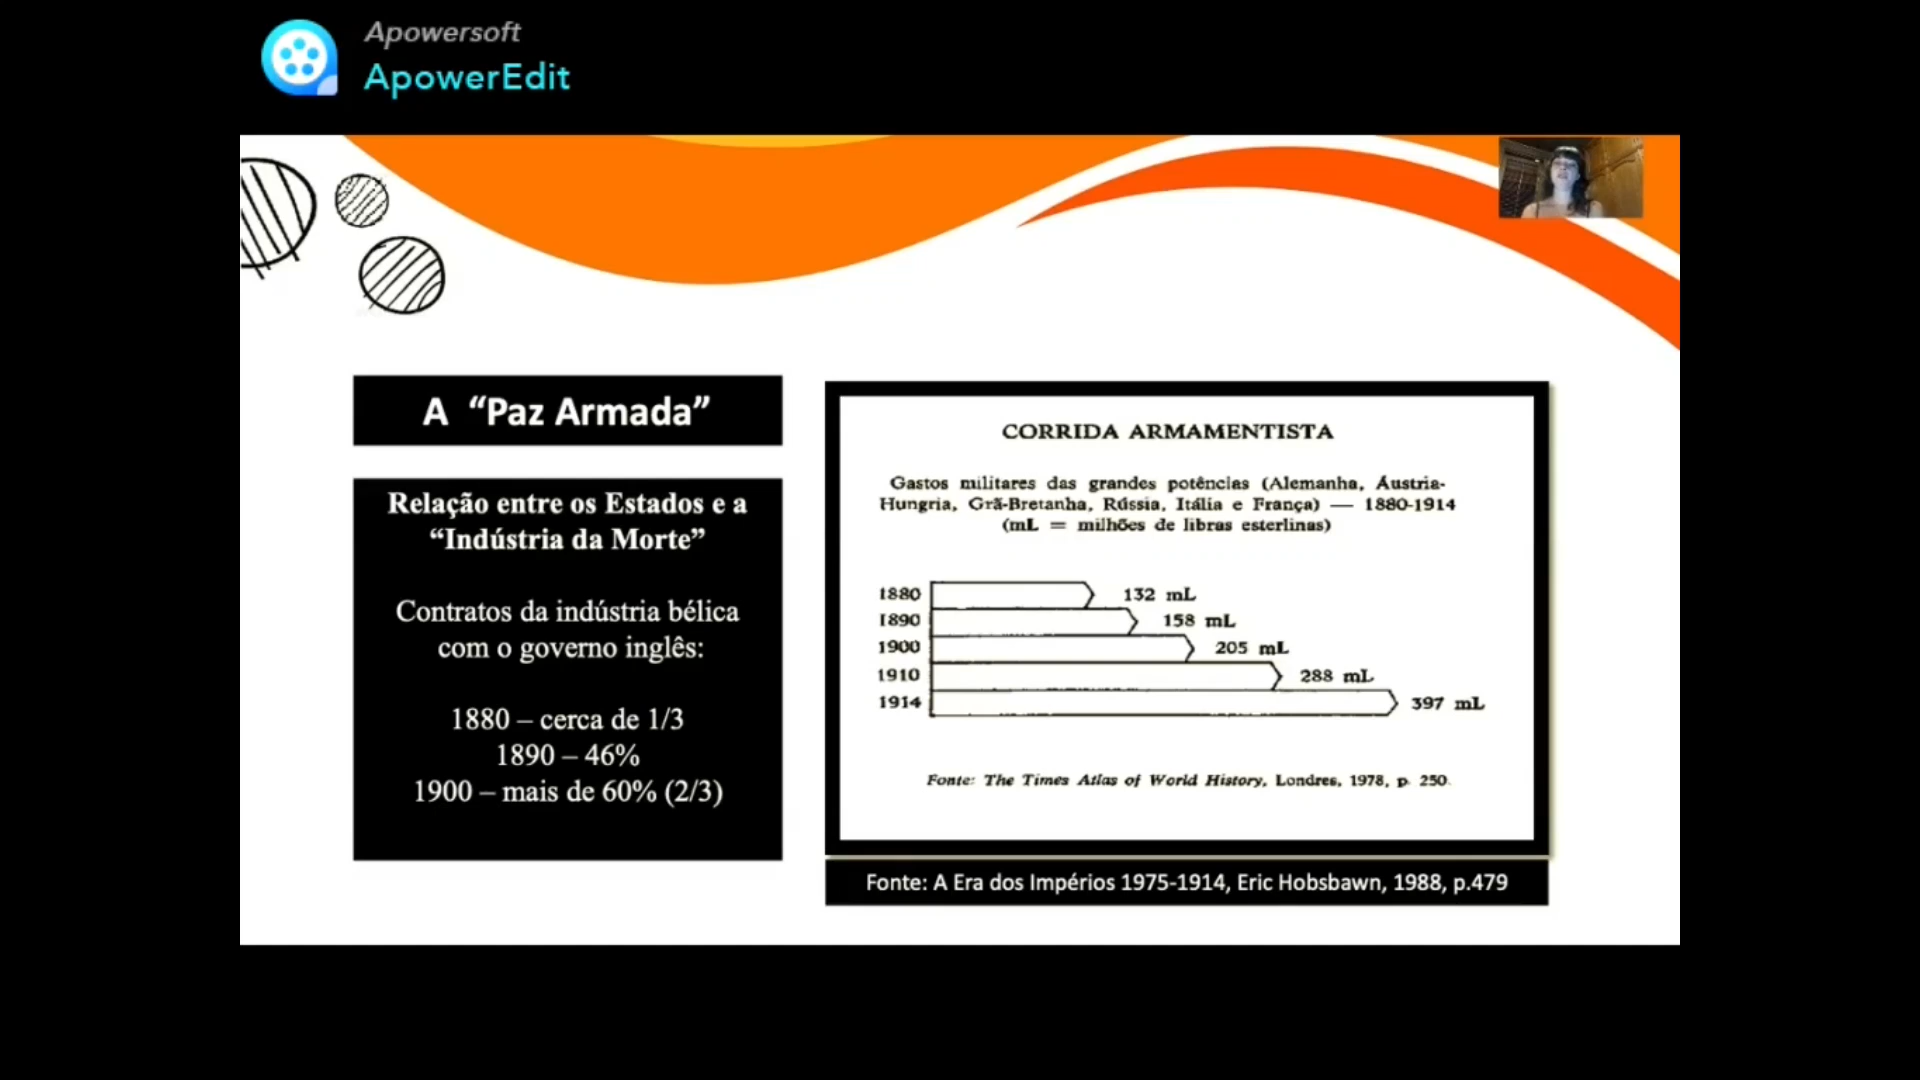 Apowersoft
ApowerEdit
A “Paz Armada”
Relação entre os Estados e a
“Indústria da Morte”
Contratos da indústria bélica
com o governo inglês:
1880 – cerca de 1/3
1890 – 46%
1900 – mais de 60% (2/3)
CORRIDA ARMAMENTISTA
Gastos militares das grandes potências (Alemanha, Áustria-
Hungria, Grã-Bretanha, Rússia, Itália e França) — 1880-1914
(mL = milhões de libras esterlinas)
1880 132 mL
1890 158 mL
1900 205 mL
1910 288 mL
1914 397 mL
Fonte: The Times Atlas of World History, Londres, 1978, p. 250.
Fonte: A Era dos Impérios 1975-1914, Eric Hobsbawn, 1988, p.479